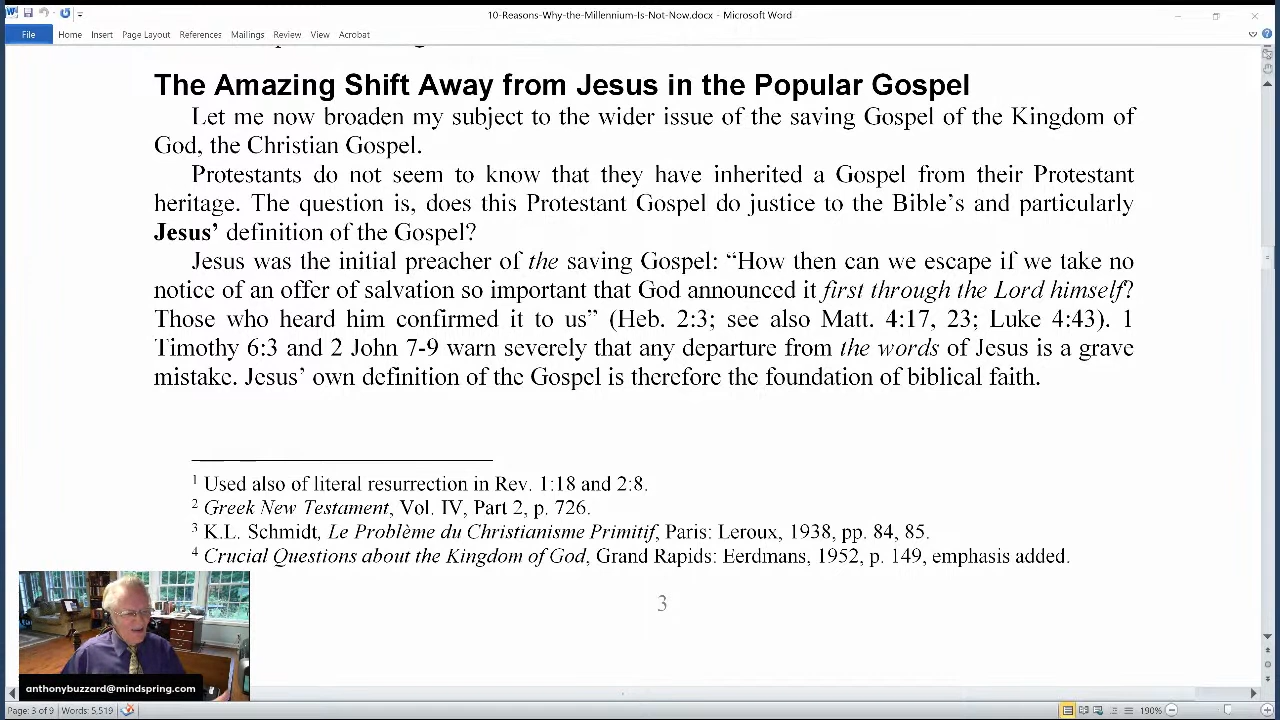 10-Reasons-Why-the-Millennium-Is-Not-Now.docx - Microsoft Word
File Home Insert Page Layout References Mailings Review View Acrobat
The Amazing Shift Away from Jesus in the Popular Gospel
Let me now broaden my subject to the wider issue of the saving Gospel of the Kingdom of
God, the Christian Gospel.
Protestants do not seem to know that they have inherited a Gospel from their Protestant
heritage. The question is, does this Protestant Gospel do justice to the Bible’s and particularly
Jesus’ definition of the Gospel?
Jesus was the initial preacher of the saving Gospel: “How then can we escape if we take no
notice of an offer of salvation so important that God announced it first through the Lord himself?
Those who heard him confirmed it to us” (Heb. 2:3; see also Matt. 4:17, 23; Luke 4:43). 1
Timothy 6:3 and 2 John 7-9 warn severely that any departure from the words of Jesus is a grave
mistake. Jesus’ own definition of the Gospel is therefore the foundation of biblical faith.
1 Used also of literal resurrection in Rev. 1:18 and 2:8.
2 Greek New Testament, Vol. IV, Part 2, p. 726.
3 K.L. Schmidt, Le Problème du Christianisme Primitif, Paris: Leroux, 1938, pp. 84, 85.
4 Crucial Questions about the Kingdom of God, Grand Rapids: Eerdmans, 1952, p. 149, emphasis added.
3
anthonybuzzard@mindspring.com
Page: 3 of 9 Words: 5,519 190%